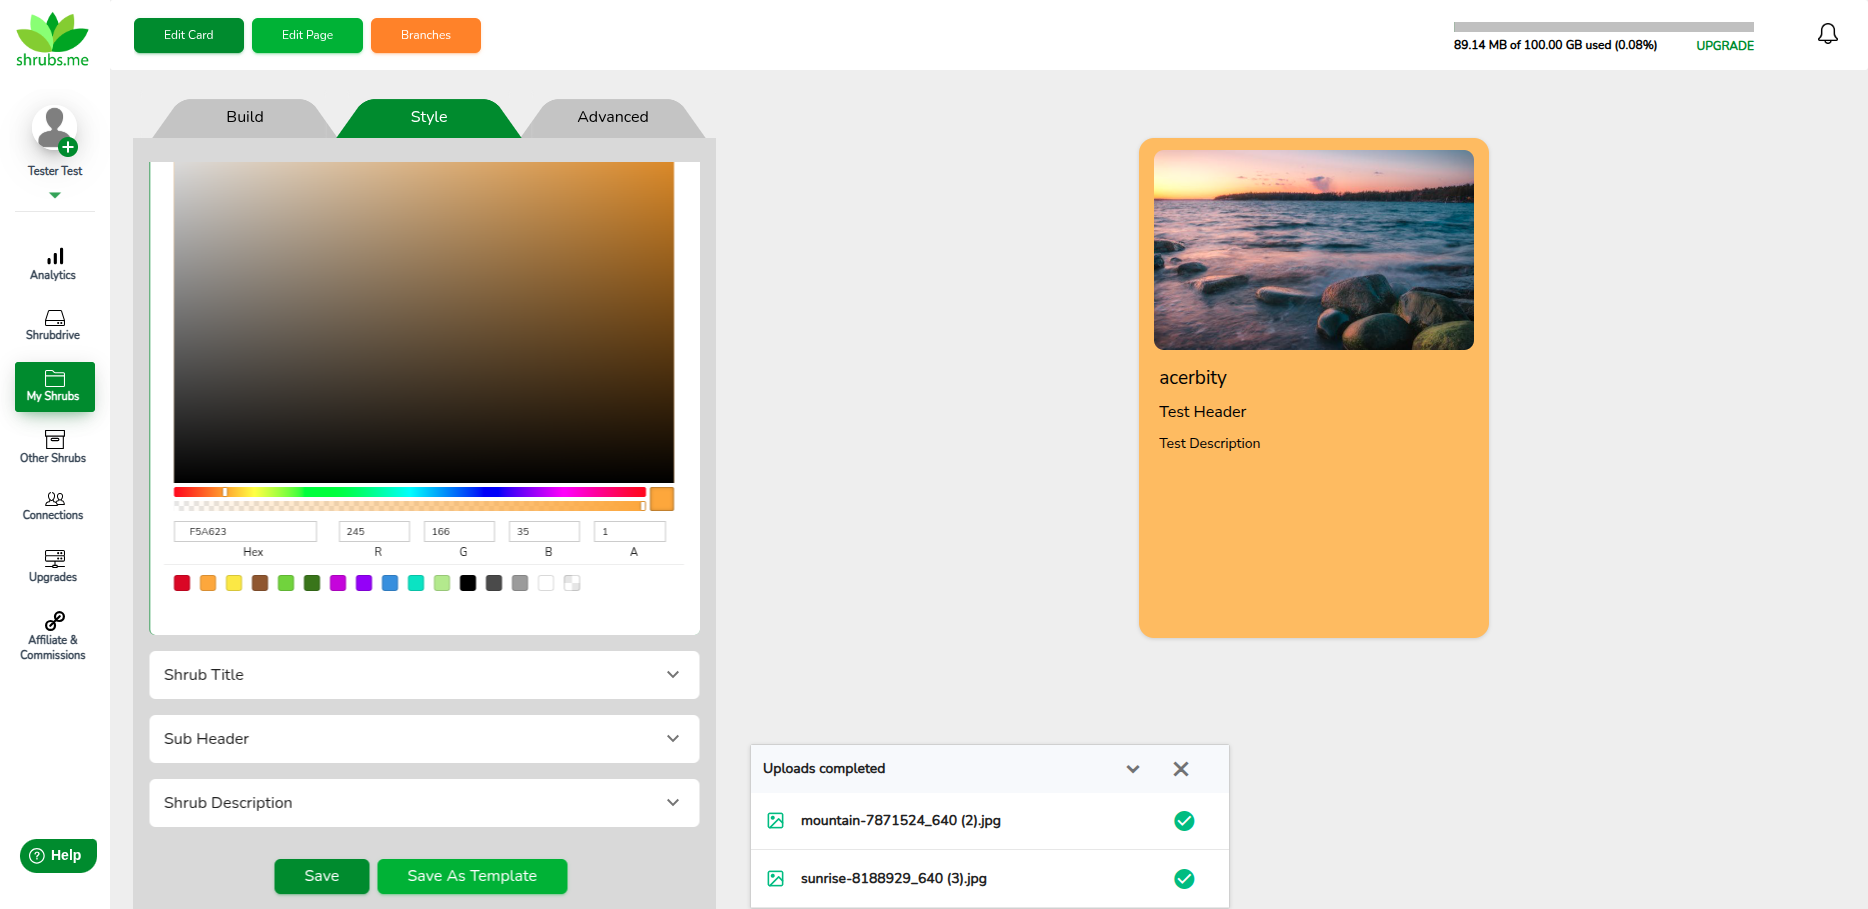 shrubs.me
Edit Card
Edit Page
Branches
89.14 MB of 100.00 GB used (0.08%)
UPGRADE
Tester Test
Analytics
Shrubdrive
My Shrubs
Other Shrubs
Connections
Upgrades
Affiliate &
Commissions
? Help
Build
Style
Advanced
F5A623
245
166
35
1
Hex
R
G
B
A
Shrub Title
Sub Header
Shrub Description
Save
Save As Template
acerbity
Test Header
Test Description
Uploads completed
mountain-7871524_640 (2).jpg
sunrise-8188929_640 (3).jpg